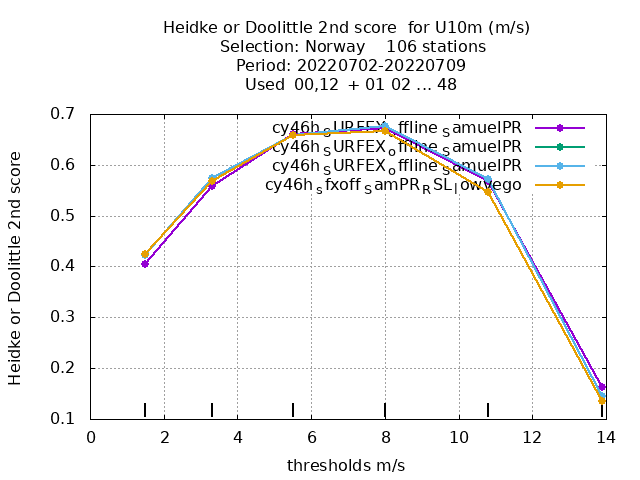 Heidke or Doolittle 2nd score for U10m (m/s)
Selection: Norway 106 stations
Period: 20220702-20220709
Used 00,12 + 01 02 ... 48
cy46h_SURFEX_offline_SamuelPR
cy46h_SURFEX_offline_SamuelPR
cy46h_SURFEX_offline_SamuelPR
cy46h_sfxoff_SamPR_RSL_lowvego
Heidke or Doolittle 2nd score
0.7
0.6
0.5
0.4
0.3
0.2
0.1
0 2 4 6 8 10 12 14
thresholds m/s